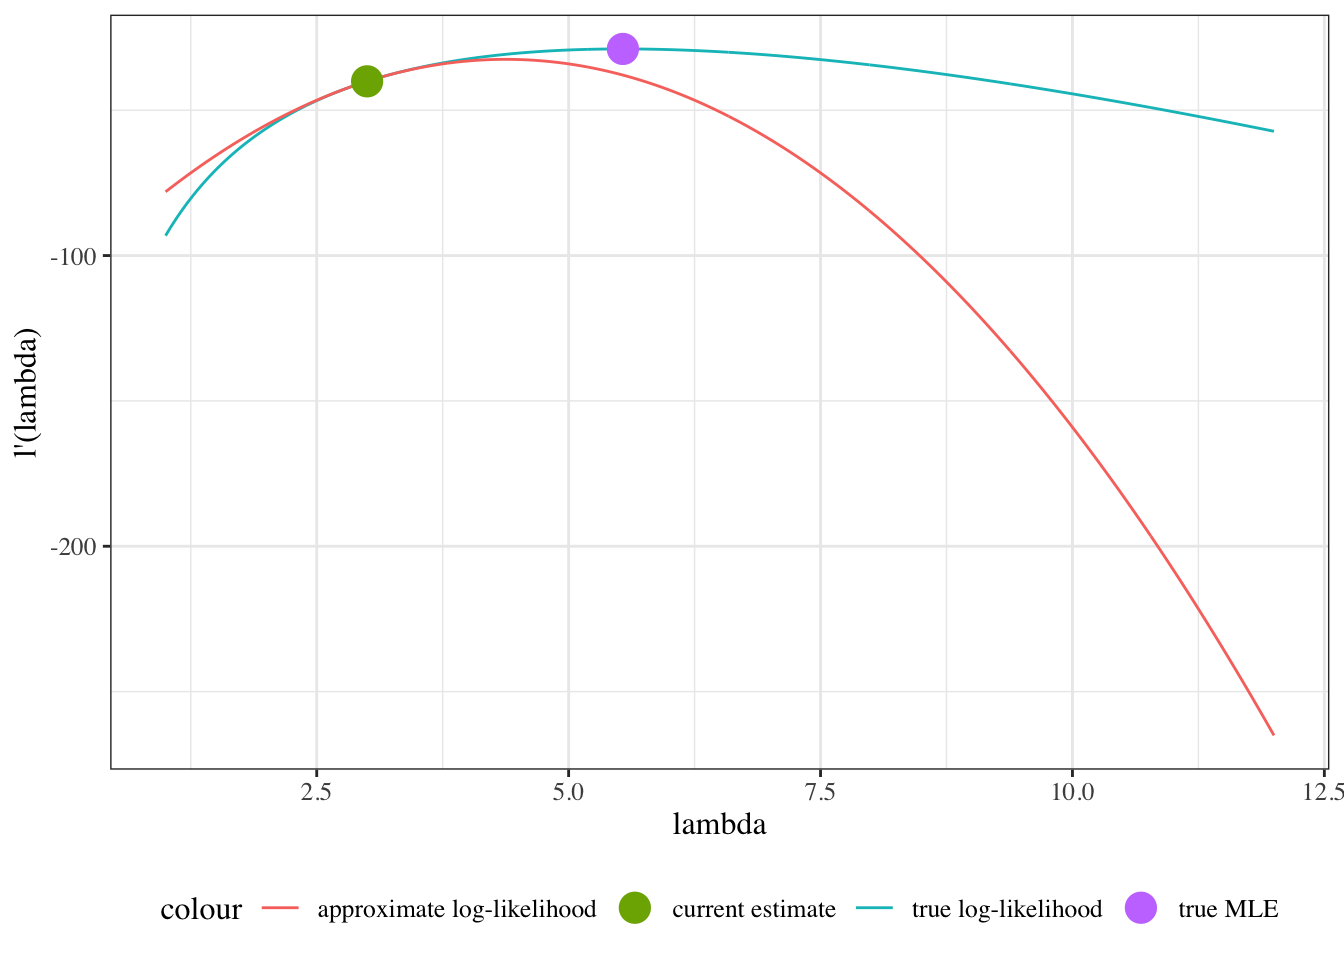 -100
-200
l'(lambda)
2.5 5.0 7.5 10.0 12.5
lambda
colour approximate log-likelihood current estimate true log-likelihood true MLE